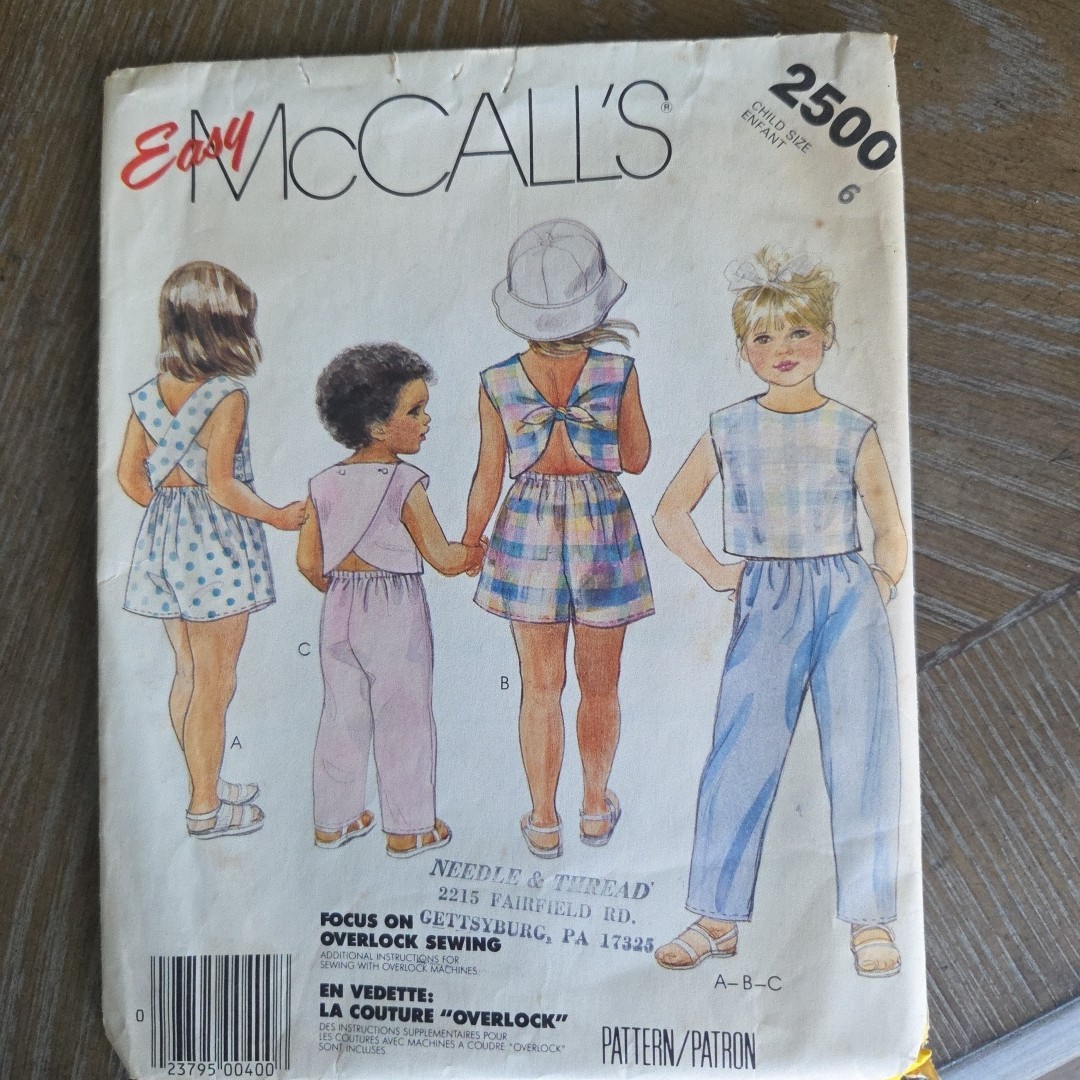 Easy McCALL'S®
2500
CHILD SIZE
ENFANT
6
A
C
B
A-B-C
NEEDLE & THREAD
2215 FAIRFIELD RD.
GETTSYBURG, PA 17325
FOCUS ON
OVERLOCK SEWING
ADDITIONAL INSTRUCTIONS FOR
SEWING WITH OVERLOCK MACHINES.
EN VEDETTE:
LA COUTURE "OVERLOCK"
DES INSTRUCTIONS SUPPLEMENTAIRES POUR
LES COUTURES AVEC MACHINES A COUDRE "OVERLOCK"
SONT INCLUSES.
PATTERN/PATRON
0
23795 00400